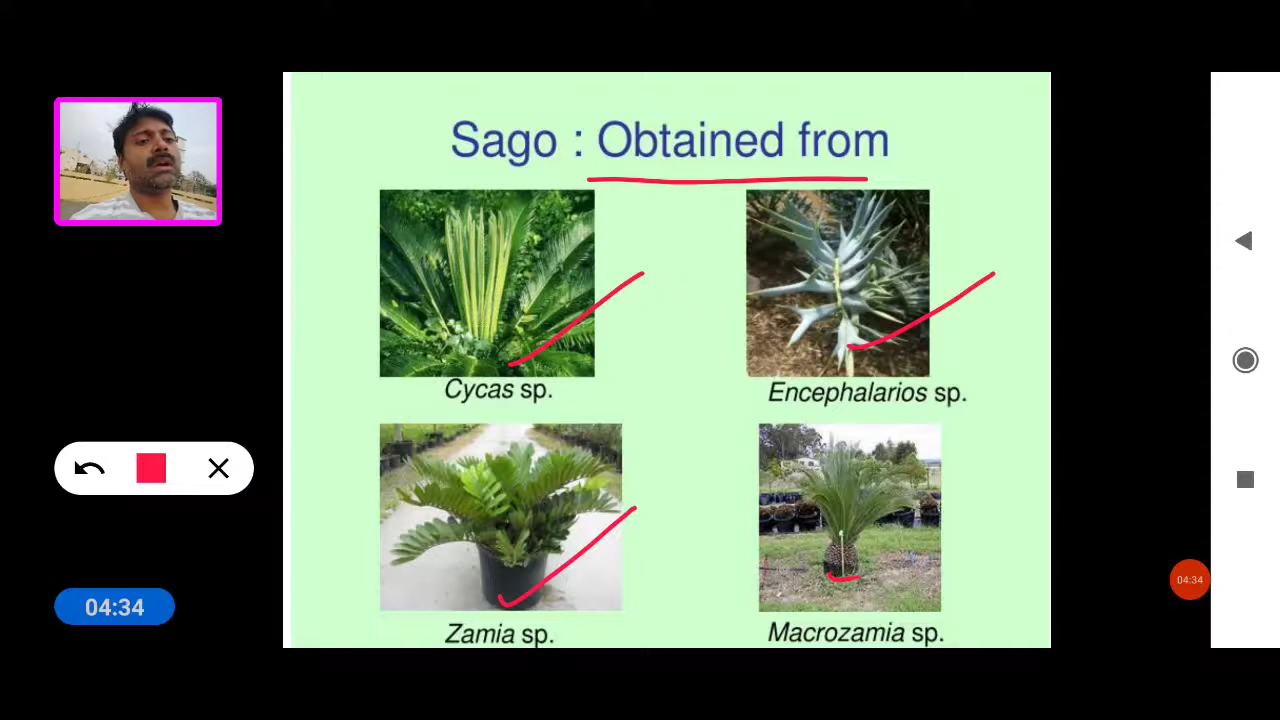 Sago : Obtained from
Cycas sp.
Encephalarios sp.
Zamia sp.
Macrozamia sp.
04:34
04:34